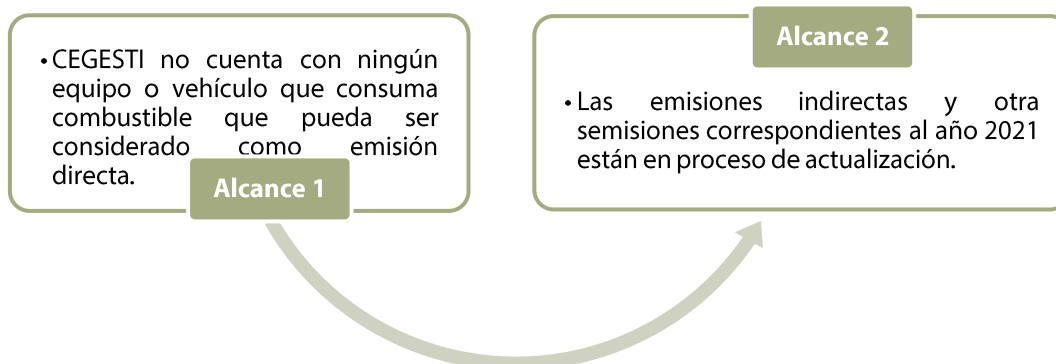 • CEGESTI no cuenta con ningún
equipo o vehículo que consuma
combustible que pueda ser
considerado como emisión
directa.
Alcance 1
Alcance 2
• Las emisiones indirectas y otra
semisiones correspondientes al año 2021
están en proceso de actualización.